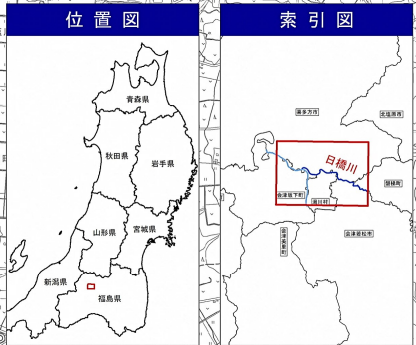 位置図
青森県
秋田県
岩手県
山形県
宮城県
新潟県
福島県
索引図
喜多方市
北塩原市
日橋川
磐梯町
会津坂下町
湯川村
会津若松市
会津美里町